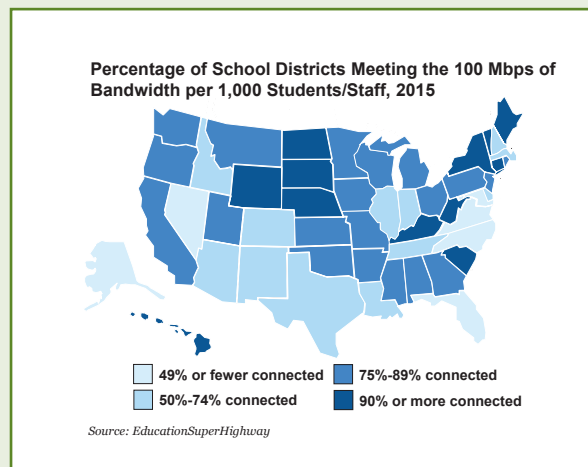 Percentage of School Districts Meeting the 100 Mbps of
Bandwidth per 1,000 Students/Staff, 2015
49% or fewer connected
75%-89% connected
50%-74% connected
90% or more connected
Source: EducationSuperHighway